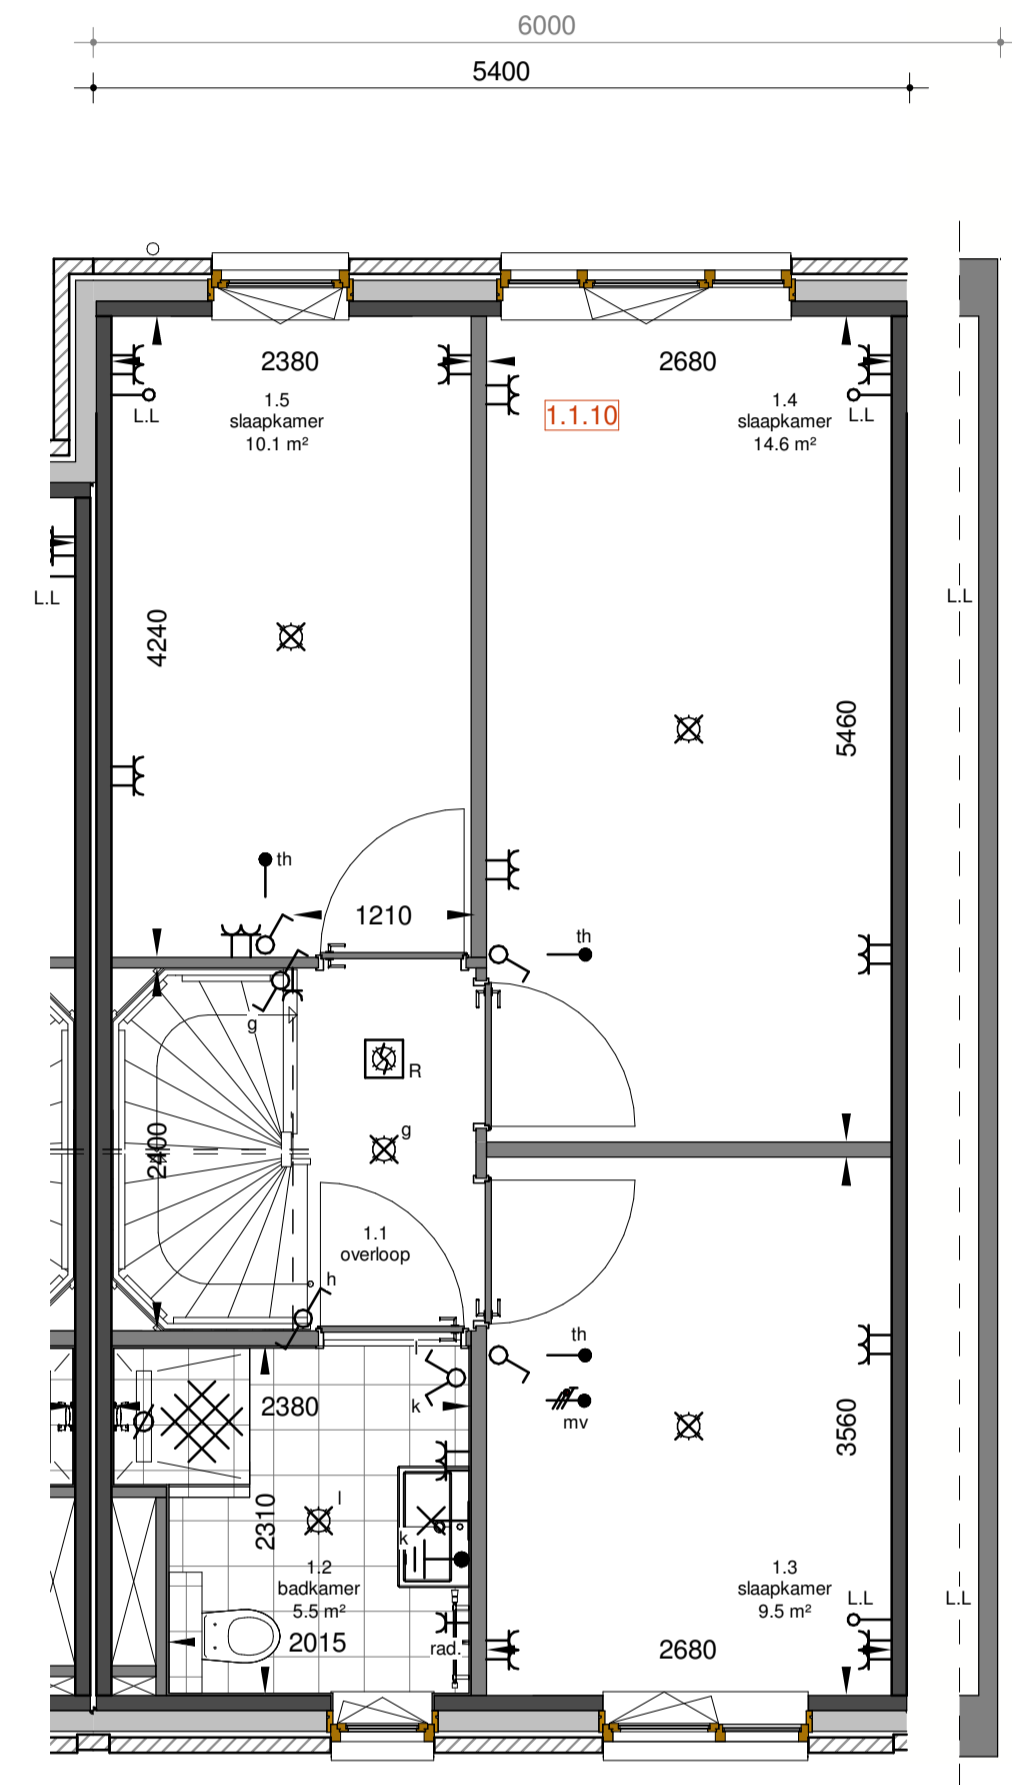 6000
5400
2380
2680
1.5
slaapkamer
10.1 m²
L.L
1.1.10
1.4
slaapkamer
14.6 m²
L.L
L.L
L.L
4240
5460
th
1210
th
g
R
g
2400
1.1
overloop
h
th
l
k
mv
2380
3560
2310
l
k
1.2
badkamer
5.5 m²
1.3
slaapkamer
9.5 m²
L.L
L.L
rad.
2015
2680